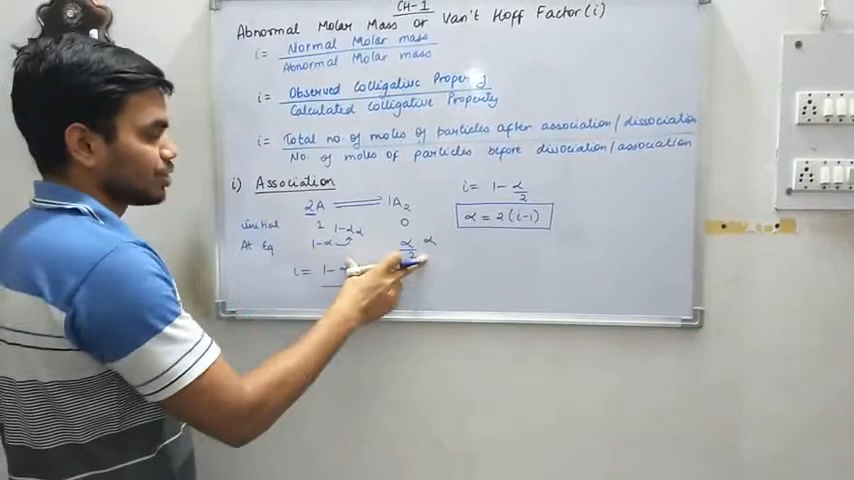 CH-1
Abnormal Molar Mass or Van't Hoff Factor (i)
i = Normal Molar mass
Abnormal Molar mass
i = Observed Colligative Property
Calculated Colligative Property
i = Total no. of moles of particles after association/dissociation
No. of moles of particles before dissociation/association
i) Association
2A ⇌ 1A2
initial 1 0
At Eq 1-α α/2
i = 1-
i = 1 - α/2
α = 2(i-1)